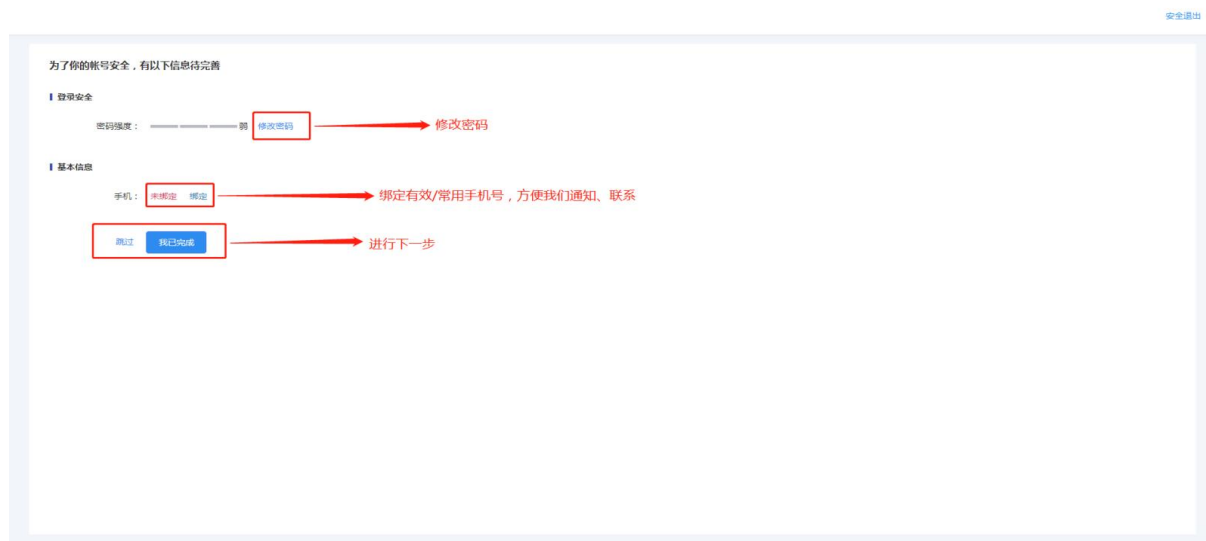 安全退出
为了你的帐号安全，有以下信息待完善
登录安全
密码强度： 弱 修改密码 修改密码
基本信息
手机： 未绑定 绑定 绑定有效/常用手机号，方便我们通知、联系
跳过 我已完成 进行下一步